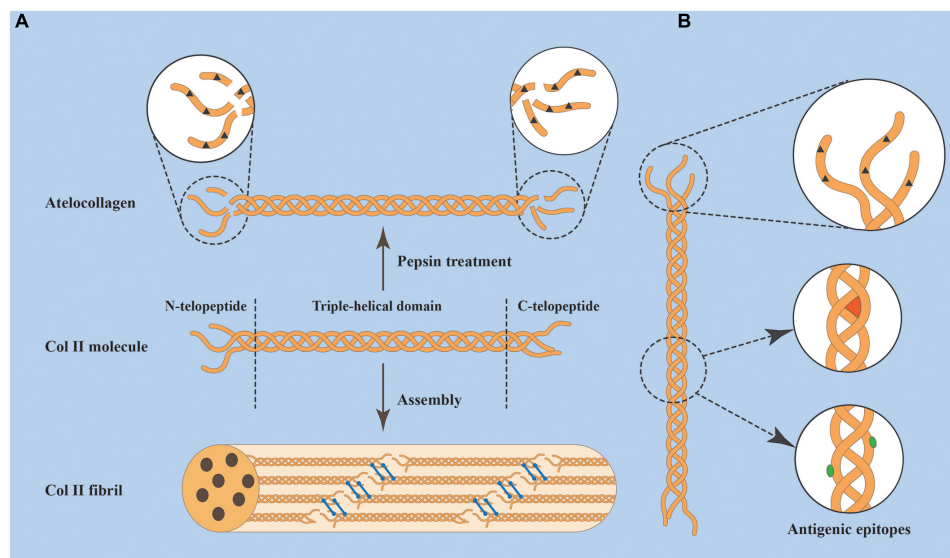 A
B
Atelocollagen
Pepsin treatment
N-telopeptide
Triple-helical domain
C-telopeptide
Col II molecule
Assembly
Col II fibril
Antigenic epitopes